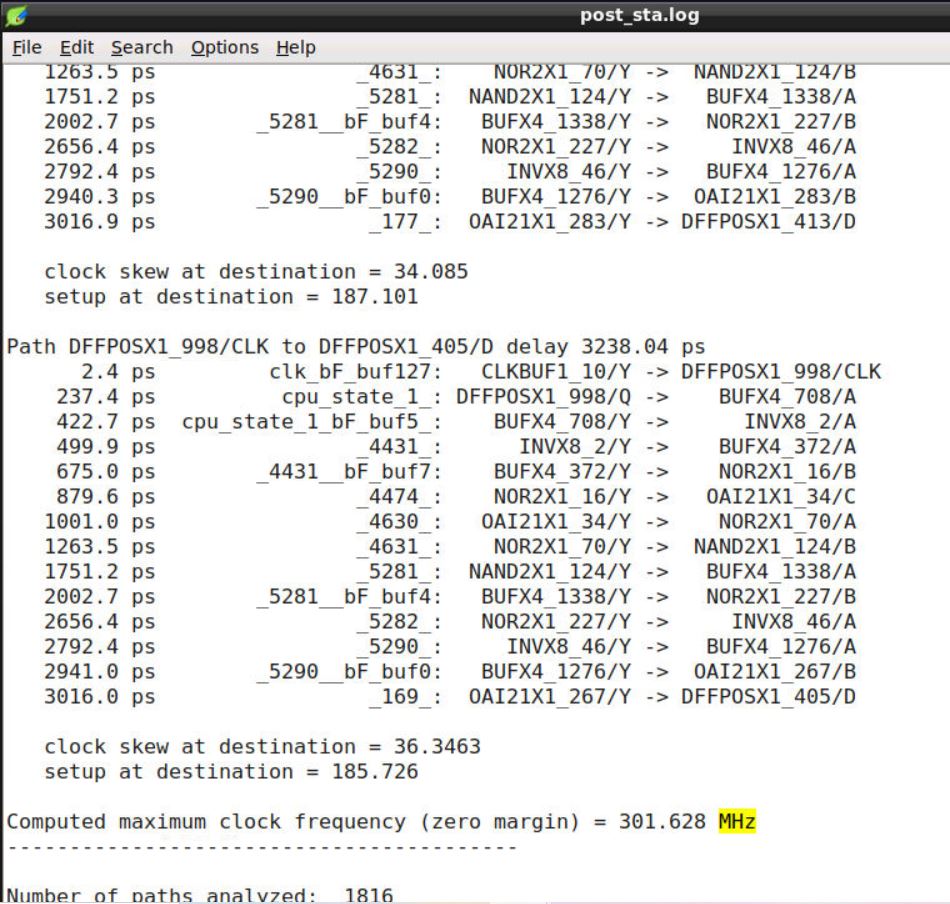 post_sta.log
File Edit Search Options Help
1263.5 ps _4631_: NOR2X1_70/Y -> NAND2X1_124/B
1751.2 ps _5281_: NAND2X1_124/Y -> BUFX4_1338/A
2002.7 ps _5281__bF_buf4: BUFX4_1338/Y -> NOR2X1_227/B
2656.4 ps _5282_: NOR2X1_227/Y -> INVX8_46/A
2792.4 ps _5290_: INVX8_46/Y -> BUFX4_1276/A
2940.3 ps _5290__bF_buf0: BUFX4_1276/Y -> OAI21X1_283/B
3016.9 ps _177_: OAI21X1_283/Y -> DFFPOSX1_413/D
clock skew at destination = 34.085
setup at destination = 187.101
Path DFFPOSX1_998/CLK to DFFPOSX1_405/D delay 3238.04 ps
2.4 ps clk_bF_buf127: CLKBUF1_10/Y -> DFFPOSX1_998/CLK
237.4 ps cpu_state_1_: DFFPOSX1_998/Q -> BUFX4_708/A
422.7 ps cpu_state_1_bF_buf5_: BUFX4_708/Y -> INVX8_2/A
499.9 ps _4431_: INVX8_2/Y -> BUFX4_372/A
675.0 ps _4431__bF_buf7: BUFX4_372/Y -> NOR2X1_16/B
879.6 ps _4474_: NOR2X1_16/Y -> OAI21X1_34/C
1001.0 ps _4630_: OAI21X1_34/Y -> NOR2X1_70/A
1263.5 ps _4631_: NOR2X1_70/Y -> NAND2X1_124/B
1751.2 ps _5281_: NAND2X1_124/Y -> BUFX4_1338/A
2002.7 ps _5281__bF_buf4: BUFX4_1338/Y -> NOR2X1_227/B
2656.4 ps _5282_: NOR2X1_227/Y -> INVX8_46/A
2792.4 ps _5290_: INVX8_46/Y -> BUFX4_1276/A
2941.0 ps _5290__bF_buf0: BUFX4_1276/Y -> OAI21X1_267/B
3016.0 ps _169_: OAI21X1_267/Y -> DFFPOSX1_405/D
clock skew at destination = 36.3463
setup at destination = 185.726
Computed maximum clock frequency (zero margin) = 301.628 MHz
-----------------------------------------
Number of paths analyzed: 1816